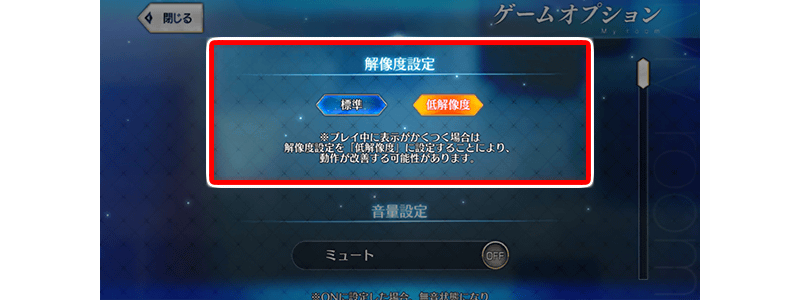 閉じる
ゲームオプション
My room
解像度設定
標準
低解像度
※プレイ中に表示がかくつく場合は
解像度設定を「低解像度」に設定することにより、
動作が改善する可能性があります。
音量設定
ミュート
OFF
※ONに設定した場合、無音状態になり